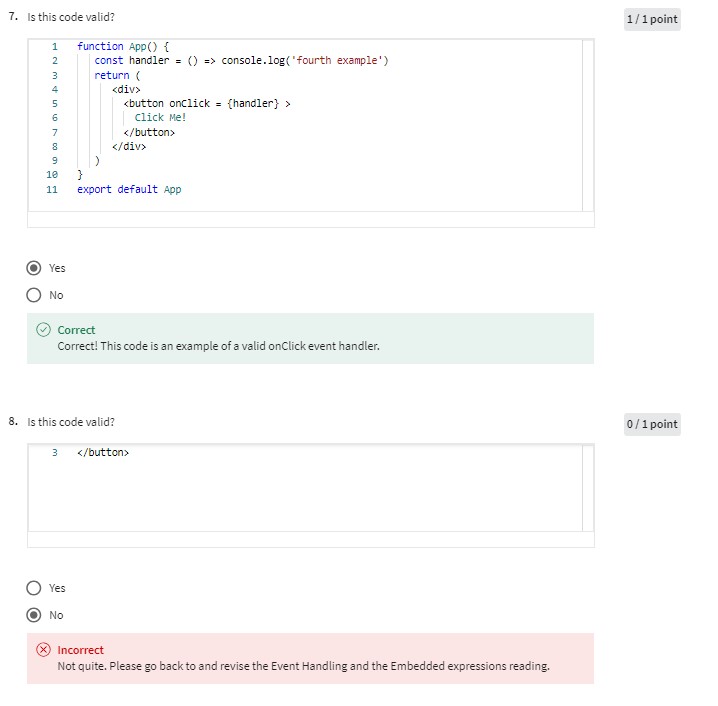 7. Is this code valid?
1 / 1 point
1 function App() {
2 const handler = () => console.log('fourth example')
3 return (
4 <div>
5 <button onClick = {handler} >
6 Click Me!
7 </button>
8 </div>
9 )
10 }
11 export default App
Yes
No
Correct
Correct! This code is an example of a valid onClick event handler.
8. Is this code valid?
0 / 1 point
3 </button>
Yes
No
Incorrect
Not quite. Please go back to and revise the Event Handling and the Embedded expressions reading.